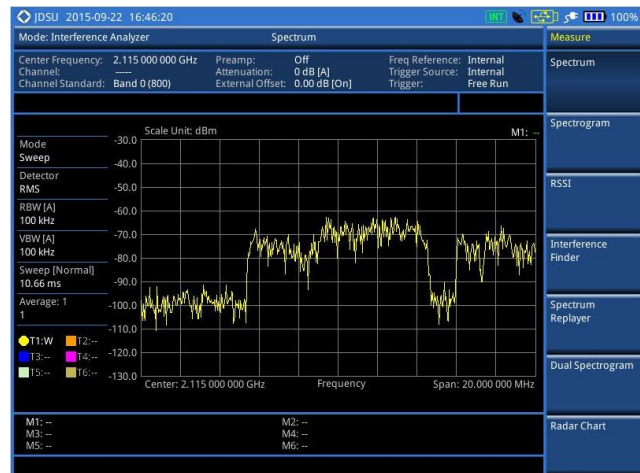 JDSU 2015-09-22 16:46:20 INT 100%
Mode: Interference Analyzer Spectrum Measure
Center Frequency: 2.115 000 000 GHz Preamp: Off Freq Reference: Internal
Channel: ----- Attenuation: 0 dB [A] Trigger Source: Internal
Channel Standard: Band 0 (800) External Offset: 0.00 dB [On] Trigger: Free Run
Spectrum
Spectrogram
RSSI
Interference
Finder
Spectrum
Replayer
Dual Spectrogram
Radar Chart
Scale Unit: dBm M1: --
Mode
Sweep
Detector
RMS
RBW [A]
100 kHz
VBW [A]
100 kHz
Sweep [Normal]
10.66 ms
Average: 1
1
T1:W T2:--
T3:-- T4:--
T5:-- T6:--
-30.0
-40.0
-50.0
-60.0
-70.0
-80.0
-90.0
-100.0
-110.0
-120.0
-130.0
Center: 2.115 000 000 GHz Frequency Span: 20.000 000 MHz
M1: -- M2: --
M3: -- M4: --
M5: -- M6: --